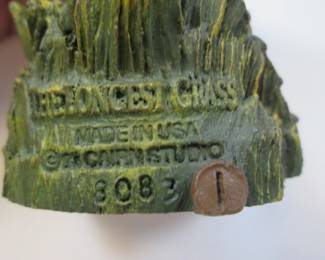 THE LONGEST GRASS
MADE IN USA
© CAIRN STUDIO
8083